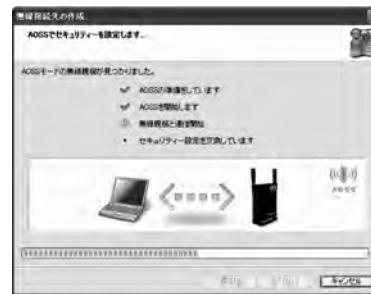 無線接続先の作成
AOSSでセキュリティーを設定します...
AOSSモードの無線親機が見つかりました。
AOSSの準備をしています
AOSSを開始します
無線親機と通信開始
セキュリティー設定を交換しています
AOSS
キャンセル